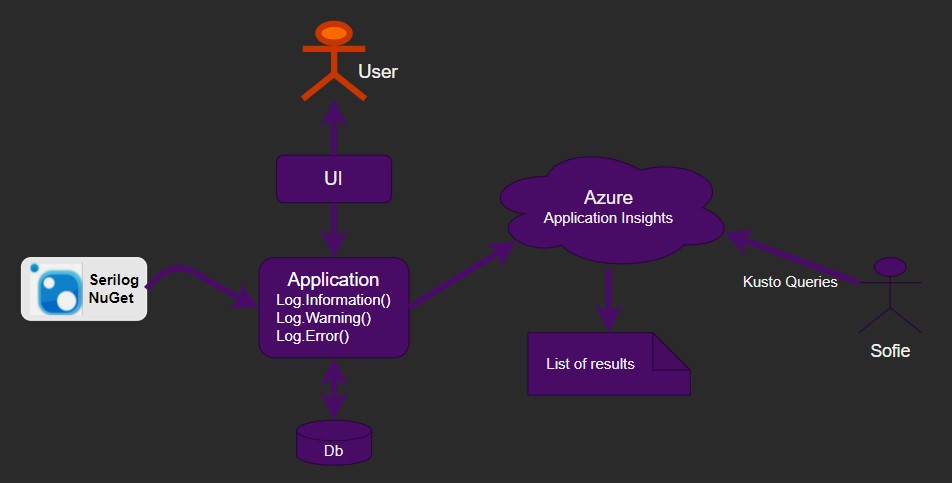 User
UI
Serilog
NuGet
Application
Log.Information()
Log.Warning()
Log.Error()
Db
Azure
Application Insights
List of results
Kusto Queries
Sofie